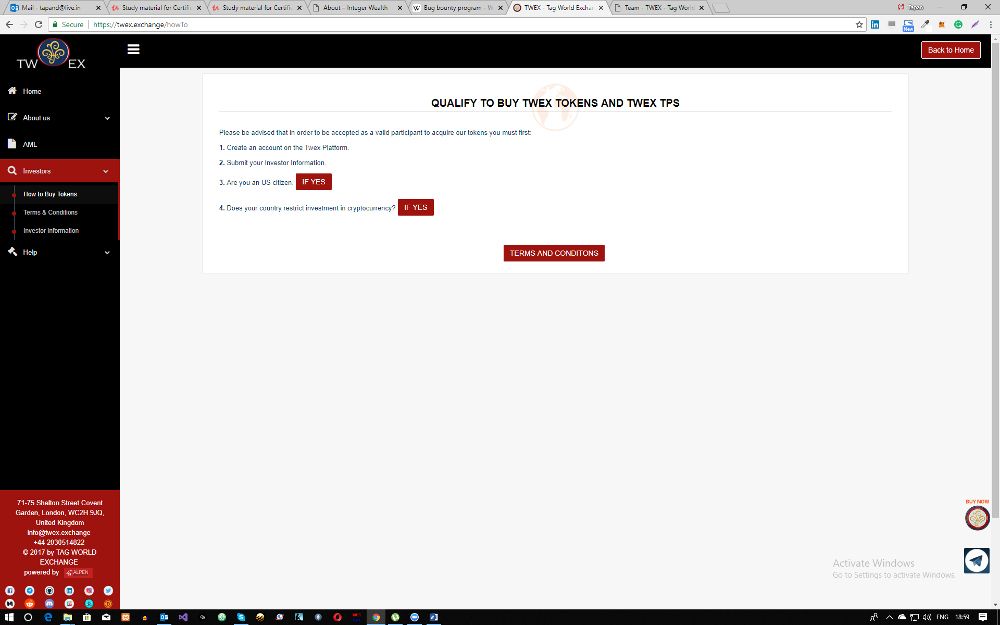 Mail - tapand@live.in
Study material for Certifie
Study material for Certifie
About – Integer Wealth
Bug bounty program - W
TWEX - Tag World Exchan
Team - TWEX - Tag World
Tapan
Secure
https://twex.exchange/howTo
New
TW EX
Back to Home
Home
About us
AML
Investors
How to Buy Tokens
Terms & Conditions
Investor Information
Help
QUALIFY TO BUY TWEX TOKENS AND TWEX TPS
Please be advised that in order to be accepted as a valid participant to acquire our tokens you must first:
1. Create an account on the Twex Platform.
2. Submit your Investor Information.
3. Are you an US citizen. IF YES
4. Does your country restrict investment in cryptocurrency? IF YES
TERMS AND CONDITONS
71-75 Shelton Street Covent
Garden, London, WC2H 9JQ,
United Kingdom
info@twex.exchange
+44 2030514822
© 2017 by TAG WORLD
EXCHANGE
powered by ALPEN
BUY NOW
Activate Windows
Go to Settings to activate Windows.
ENG
18:59